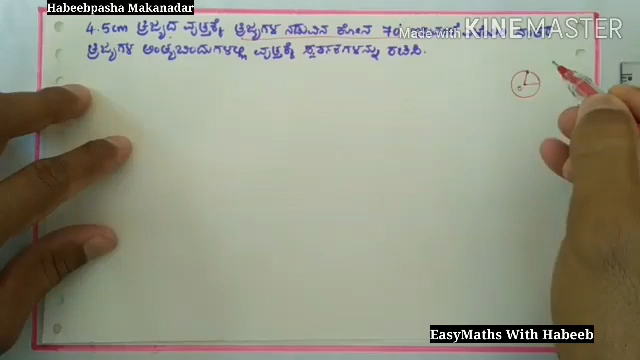 Habeebpasha Makanadar
4.5cm ತ್ರಿಜ್ಯದ ವೃತ್ತಕ್ಕೆ ತ್ರಿಜ್ಯಗಳ ನಡುವಿನ ಕೋನ 70°
Made with KINEMASTER
ತ್ರಿಜ್ಯಗಳ ಅಂತ್ಯಬಿಂದುಗಳಲ್ಲಿ ವೃತ್ತಕ್ಕೆ ಸ್ಪರ್ಶಕಗಳನ್ನು ರಚಿಸಿ.
EasyMaths With Habeeb